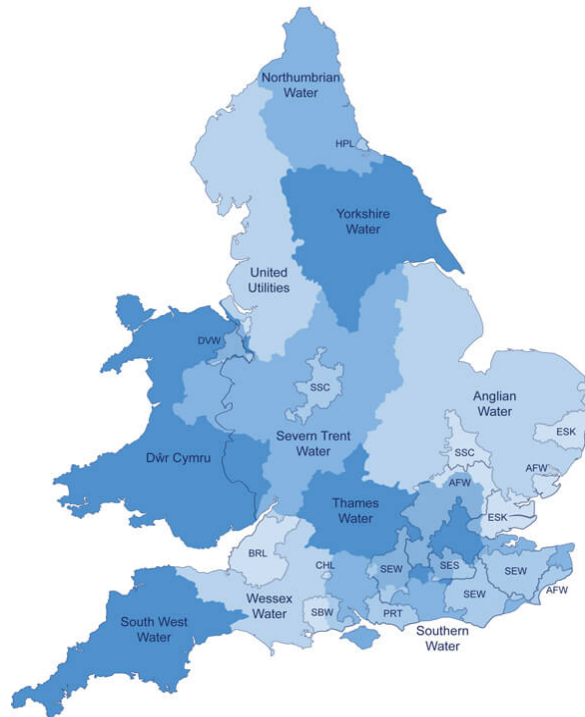 Northumbrian
Water
HPL
Yorkshire
Water
United
Utilities
DVW
SSC
Anglian
Water
ESK
Severn Trent
Water
SSC
Dŵr Cymru
AFW
AFW
Thames
Water
ESK
BRL
CHL
SEW
SES
SEW
Wessex
Water
SEW
AFW
SBW
PRT
South West
Water
Southern
Water